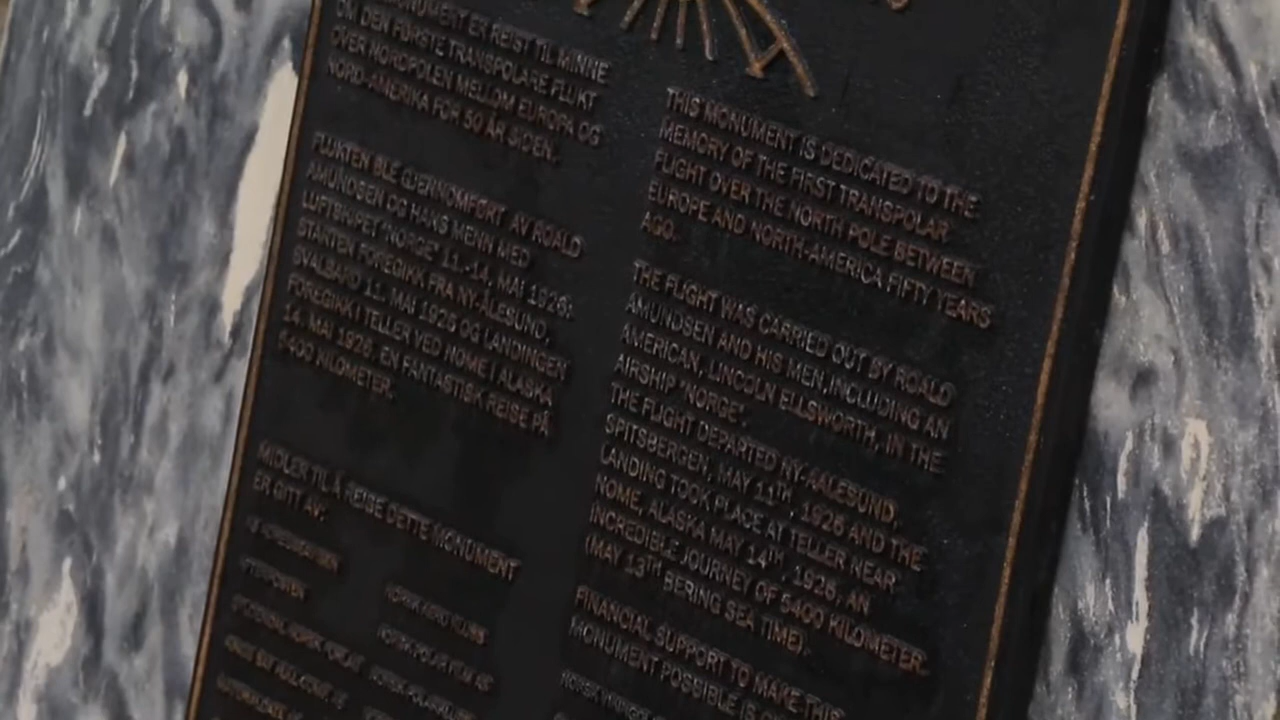 MONUMENT ER REIST TIL MINNE
OM DEN FØRSTE TRANSPOLARE FLUKT
OVER NORDPOLEN MELLOM EUROPA OG
NORD-AMERIKA FOR 50 ÅR SIDEN.
FLUKTEN BLE GJENNOMFØRT AV ROALD
AMUNDSEN OG HANS MENN MED
LUFTSKIPET "NORGE" 11.-14. MAI 1926.
STARTEN FOREGIKK FRA NY-ÅLESUND,
SVALBARD 11. MAI 1926 OG LANDINGEN
FOREGIKK I TELLER VED NOME I ALASKA
14. MAI 1926. EN FANTASTISK REISE PÅ
5400 KILOMETER.
MIDLER TIL Å REISE DETTE MONUMENT
ER GITT AV:
THIS MONUMENT IS DEDICATED TO THE
MEMORY OF THE FIRST TRANSPOLAR
FLIGHT OVER THE NORTH POLE BETWEEN
EUROPE AND NORTH-AMERICA FIFTY YEARS
AGO.
THE FLIGHT WAS CARRIED OUT BY ROALD
AMUNDSEN AND HIS MEN, INCLUDING AN
AMERICAN, LINCOLN ELLSWORTH, IN THE
AIRSHIP "NORGE".
THE FLIGHT DEPARTED NY-AALESUND,
SPITSBERGEN, MAY 11TH, 1926 AND THE
LANDING TOOK PLACE AT TELLER NEAR
NOME, ALASKA MAY 14TH, 1926, AN
INCREDIBLE JOURNEY OF 5400 KILOMETER.
(MAY 13TH BERING SEA TIME).
FINANCIAL SUPPORT TO MAKE THIS
MONUMENT POSSIBLE IS